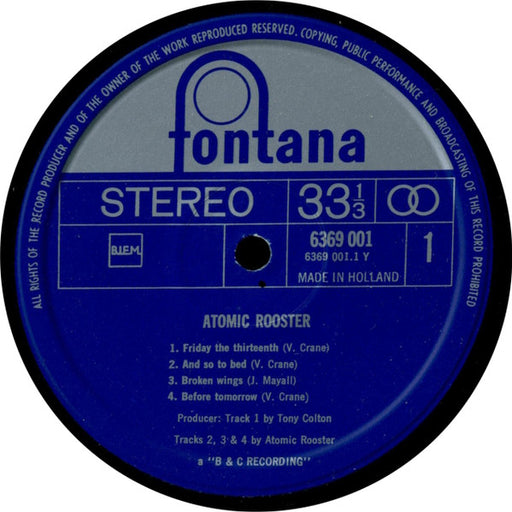 ALL RIGHTS OF THE RECORD PRODUCER AND OF THE OWNER OF THE WORK REPRODUCED RESERVED. COPYING, PUBLIC PERFORMANCE AND BROADCASTING OF THIS RECORD PROHIBITED
fontana
STEREO 33 1/3
B.I.E.M. 6369 001 1
6369 001.1 Y
MADE IN HOLLAND
ATOMIC ROOSTER
1. Friday the thirteenth (V. Crane)
2. And so to bed (V. Crane)
3. Broken wings (J. Mayall)
4. Before tomorrow (V. Crane)
Producer: Track 1 by Tony Colton
Tracks 2, 3 & 4 by Atomic Rooster
a "B & C RECORDING"